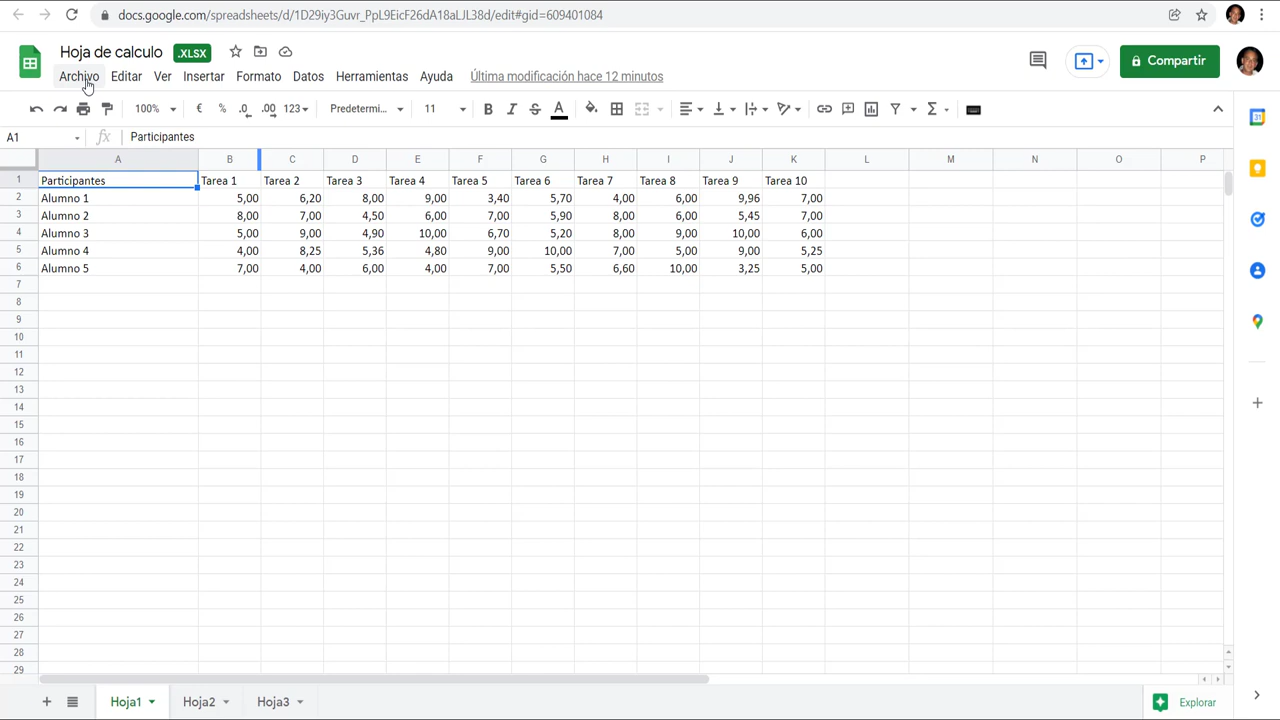 docs.google.com/spreadsheets/d/1D29iy3Guvr_PpL9EicF26dA18aLJL38d/edit#gid=609401084
Hoja de calculo .XLSX
Archivo Editar Ver Insertar Formato Datos Herramientas Ayuda Última modificación hace 12 minutos
Compartir
100% € % .0 .00 123 Predetermi... 11 B I S A Σ
A1 fx Participantes
A B C D E F G H I J K L M N O P
1 Participantes Tarea 1 Tarea 2 Tarea 3 Tarea 4 Tarea 5 Tarea 6 Tarea 7 Tarea 8 Tarea 9 Tarea 10
2 Alumno 1 5,00 6,20 8,00 9,00 3,40 5,70 4,00 6,00 9,96 7,00
3 Alumno 2 8,00 7,00 4,50 6,00 7,00 5,90 8,00 6,00 5,45 7,00
4 Alumno 3 5,00 9,00 4,90 10,00 6,70 5,20 8,00 9,00 10,00 6,00
5 Alumno 4 4,00 8,25 5,36 4,80 9,00 10,00 7,00 5,00 9,00 5,25
6 Alumno 5 7,00 4,00 6,00 4,00 7,00 5,50 6,60 10,00 3,25 5,00
7
8
9
10
11
12
13
14
15
16
17
18
19
20
21
22
23
24
25
26
27
28
29
Hoja1 Hoja2 Hoja3 Explorar
31